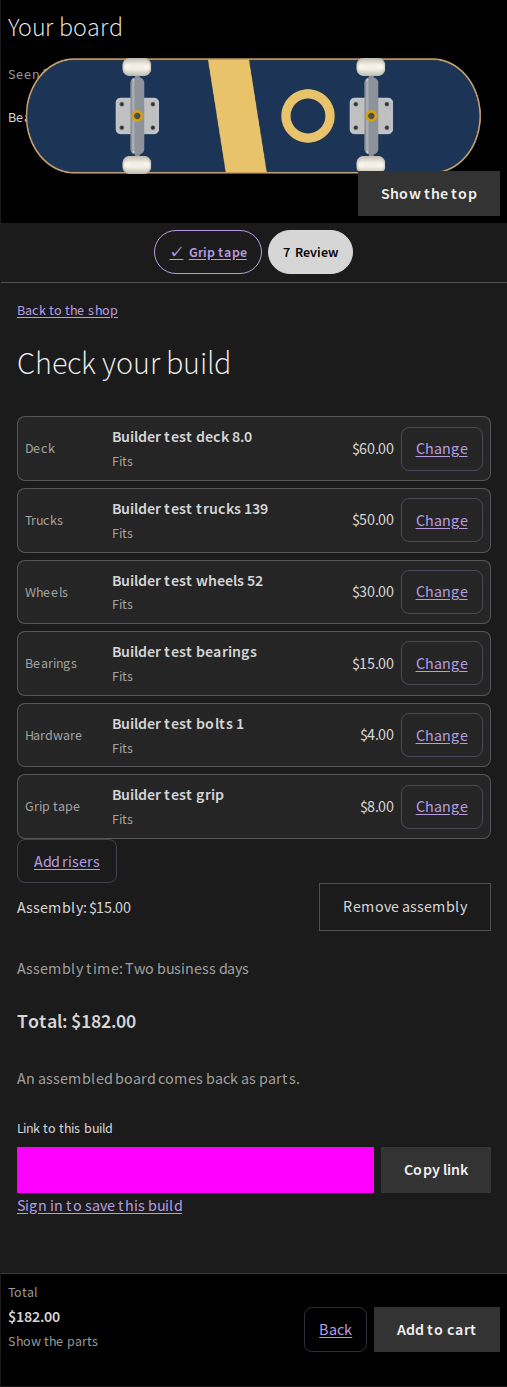 Your board
Seen
Show the top
✓ Grip tape
7 Review
Back to the shop
Check your build
Deck
Builder test deck 8.0
Fits
$60.00
Change
Trucks
Builder test trucks 139
Fits
$50.00
Change
Wheels
Builder test wheels 52
Fits
$30.00
Change
Bearings
Builder test bearings
Fits
$15.00
Change
Hardware
Builder test bolts 1
Fits
$4.00
Change
Grip tape
Builder test grip
Fits
$8.00
Change
Add risers
Assembly: $15.00
Remove assembly
Assembly time: Two business days
Total: $182.00
An assembled board comes back as parts.
Link to this build
Copy link
Sign in to save this build
Total
$182.00
Show the parts
Back
Add to cart